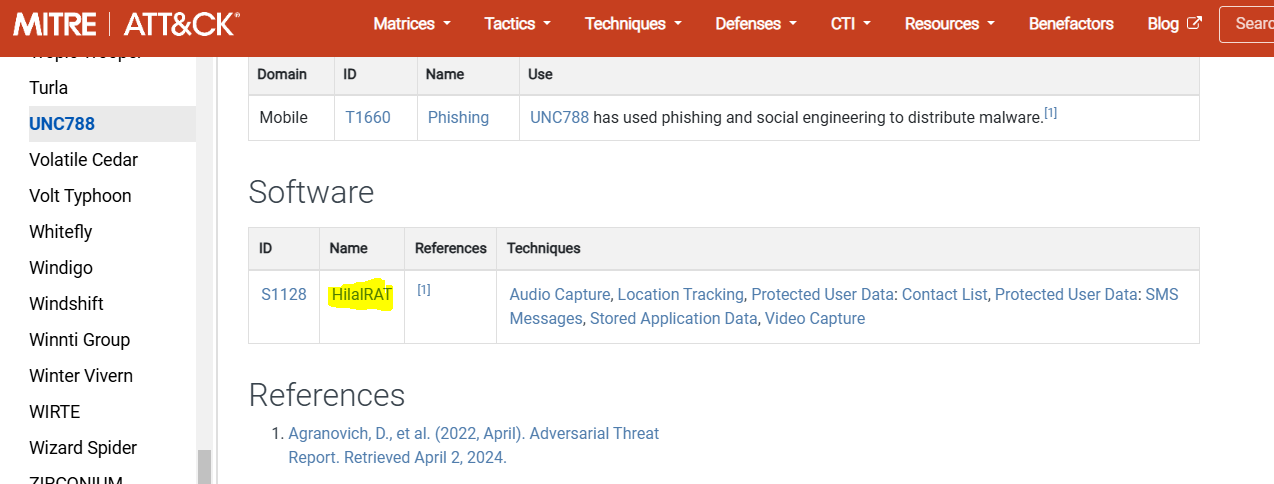 MITRE | ATT&CK®
Matrices
Tactics
Techniques
Defenses
CTI
Resources
Benefactors
Blog
Sear
Turla
UNC788
Volatile Cedar
Volt Typhoon
Whitefly
Windigo
Windshift
Winnti Group
Winter Vivern
WIRTE
Wizard Spider
ZIRCONIUM
Domain ID Name Use
Mobile T1660 Phishing UNC788 has used phishing and social engineering to distribute malware.[1]
Software
ID Name References Techniques
S1128 HilalRAT [1] Audio Capture, Location Tracking, Protected User Data: Contact List, Protected User Data: SMS
Messages, Stored Application Data, Video Capture
References
1. Agranovich, D., et al. (2022, April). Adversarial Threat
Report. Retrieved April 2, 2024.